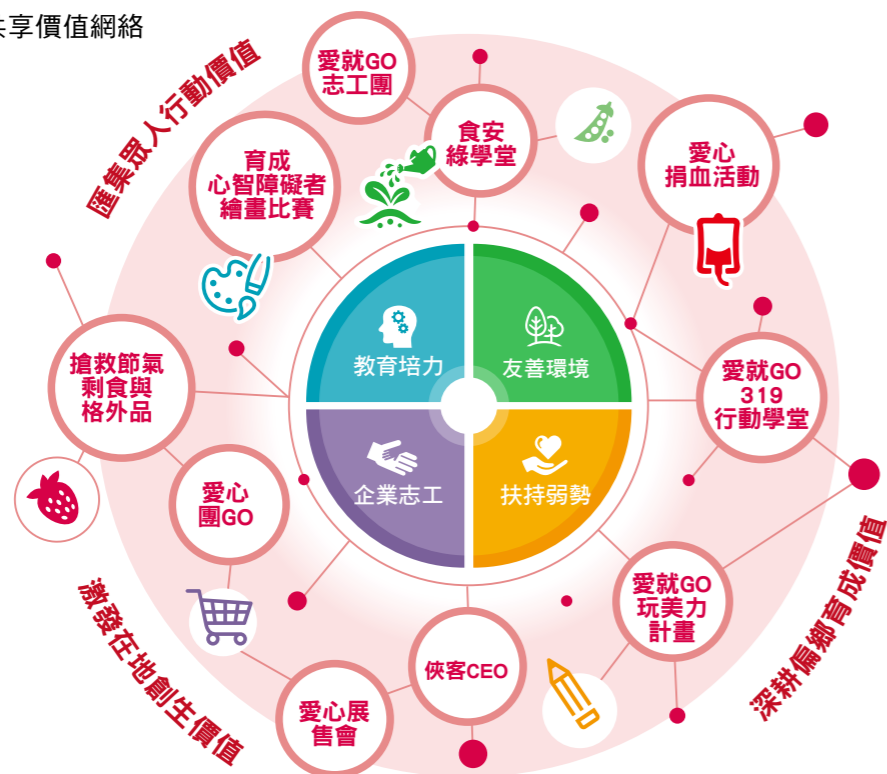 共享價值網絡
匯集眾人行動價值
愛就GO
志工團
食安
綠學堂
愛心
捐血活動
育成
心智障礙者
繪畫比賽
搶救節氣
剩食與
格外品
教育培力
友善環境
愛就GO
319
行動學堂
企業志工
扶持弱勢
愛心
團GO
愛就GO
玩美力
計畫
俠客CEO
愛心展
售會
激發在地創生價值
深耕偏鄉育成價值